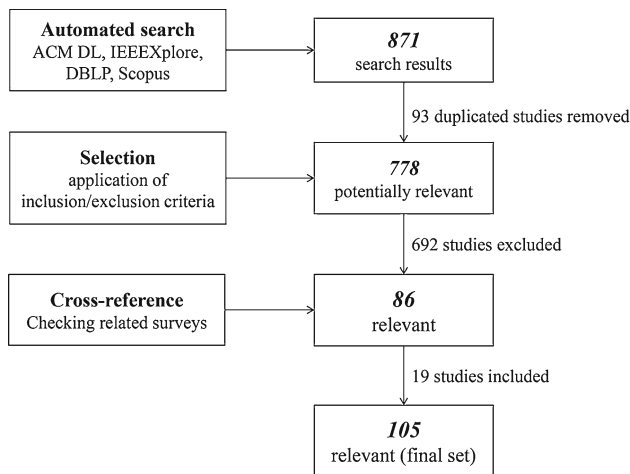 Automated search
ACM DL, IEEEXplore,
DBLP, Scopus
871
search results
93 duplicated studies removed
Selection
application of
inclusion/exclusion criteria
778
potentially relevant
692 studies excluded
Cross-reference
Checking related surveys
86
relevant
19 studies included
105
relevant (final set)